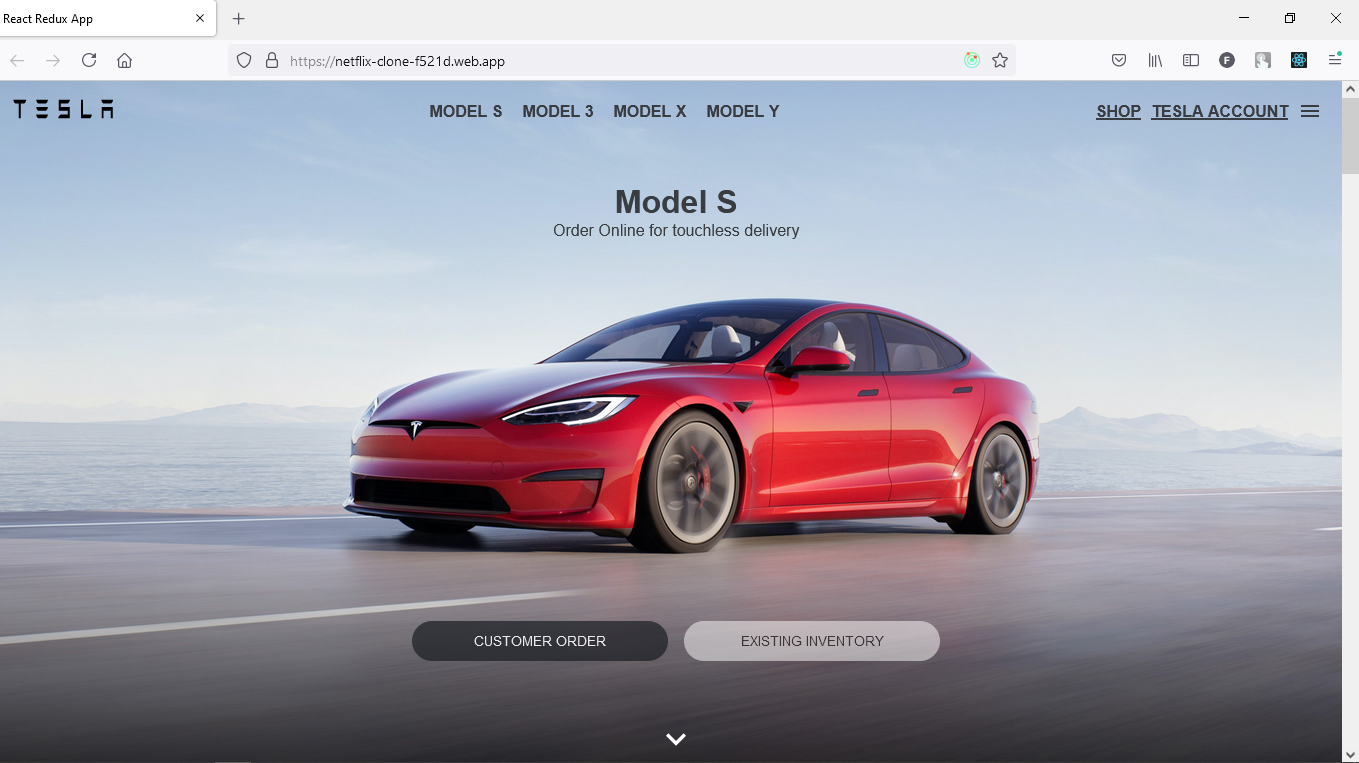 React Redux App
https://netflix-clone-f521d.web.app
TESLA
MODEL S MODEL 3 MODEL X MODEL Y
SHOP TESLA ACCOUNT
Model S
Order Online for touchless delivery
CUSTOMER ORDER
EXISTING INVENTORY